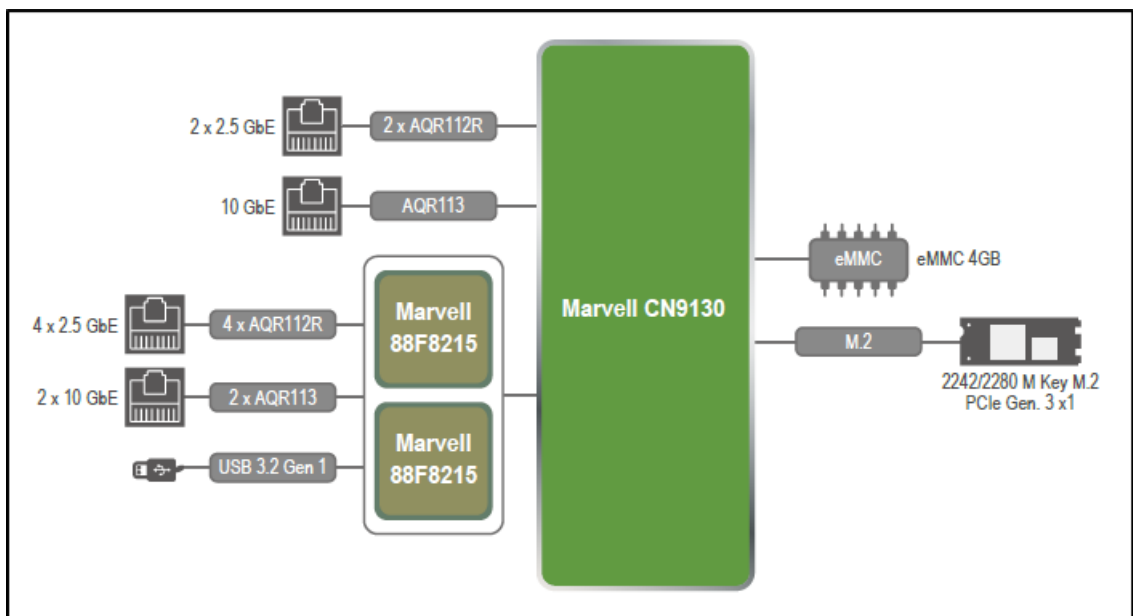 2 x 2.5 GbE
2 x AQR112R
10 GbE
AQR113
4 x 2.5 GbE
4 x AQR112R
2 x 10 GbE
2 x AQR113
USB 3.2 Gen 1
Marvell
88F8215
Marvell
88F8215
Marvell CN9130
eMMC
eMMC 4GB
M.2
2242/2280 M Key M.2
PCIe Gen. 3 x1